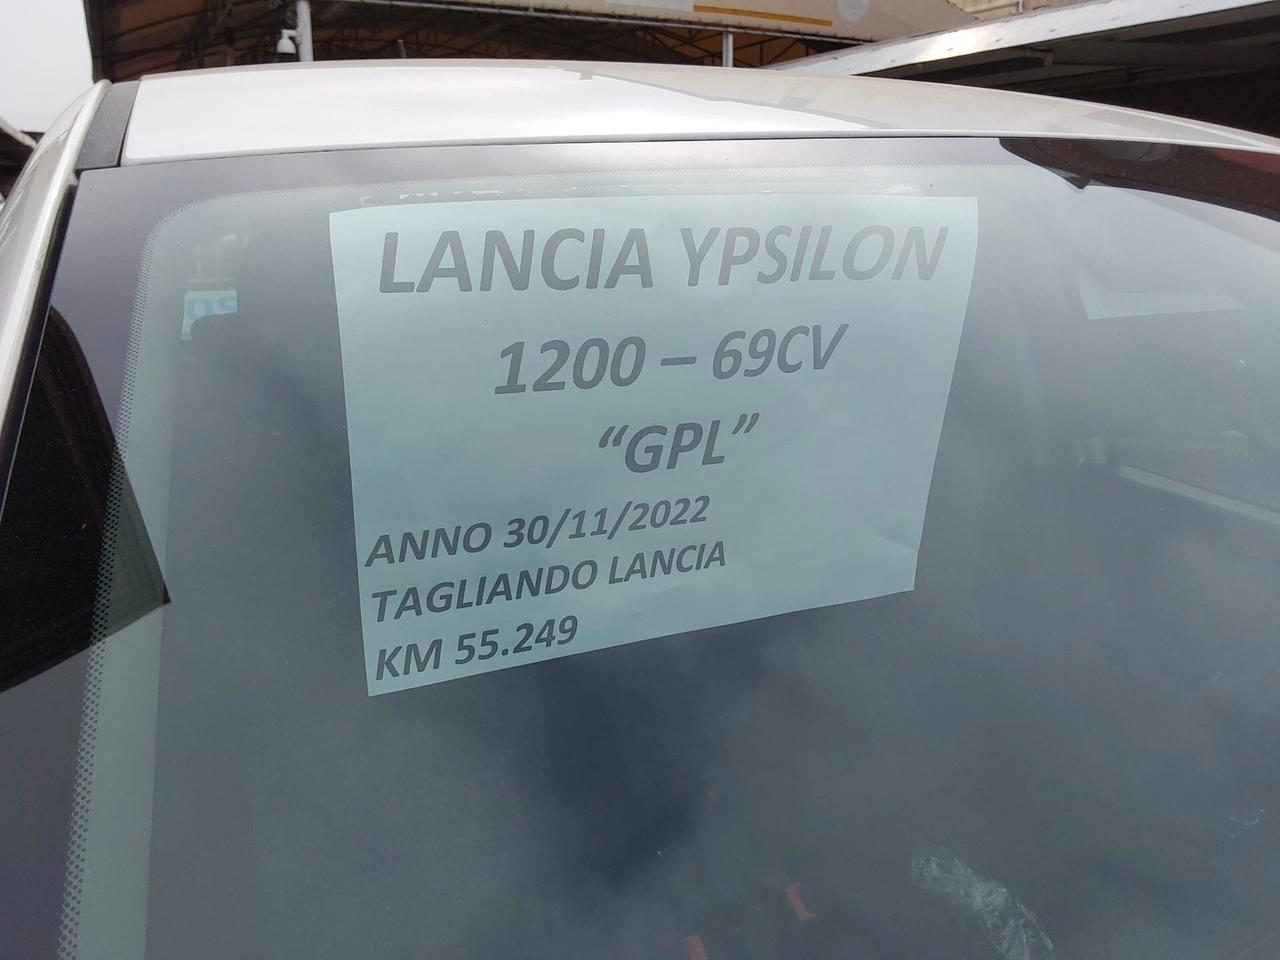 LANCIA YPSILON
1200 – 69CV
“GPL”
ANNO 30/11/2022
TAGLIANDO LANCIA
KM 55.249